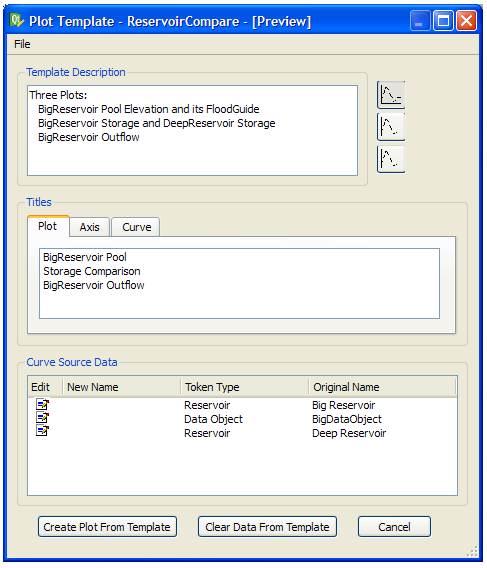 Plot Template - ReservoirCompare - [Preview]
File
Template Description
Three Plots:
BigReservoir Pool Elevation and its FloodGuide
BigReservoir Storage and DeepReservoir Storage
BigReservoir Outflow
Titles
Plot Axis Curve
BigReservoir Pool
Storage Comparison
BigReservoir Outflow
Curve Source Data
Edit New Name Token Type Original Name
Reservoir Big Reservoir
Data Object BigDataObject
Reservoir Deep Reservoir
Create Plot From Template Clear Data From Template Cancel